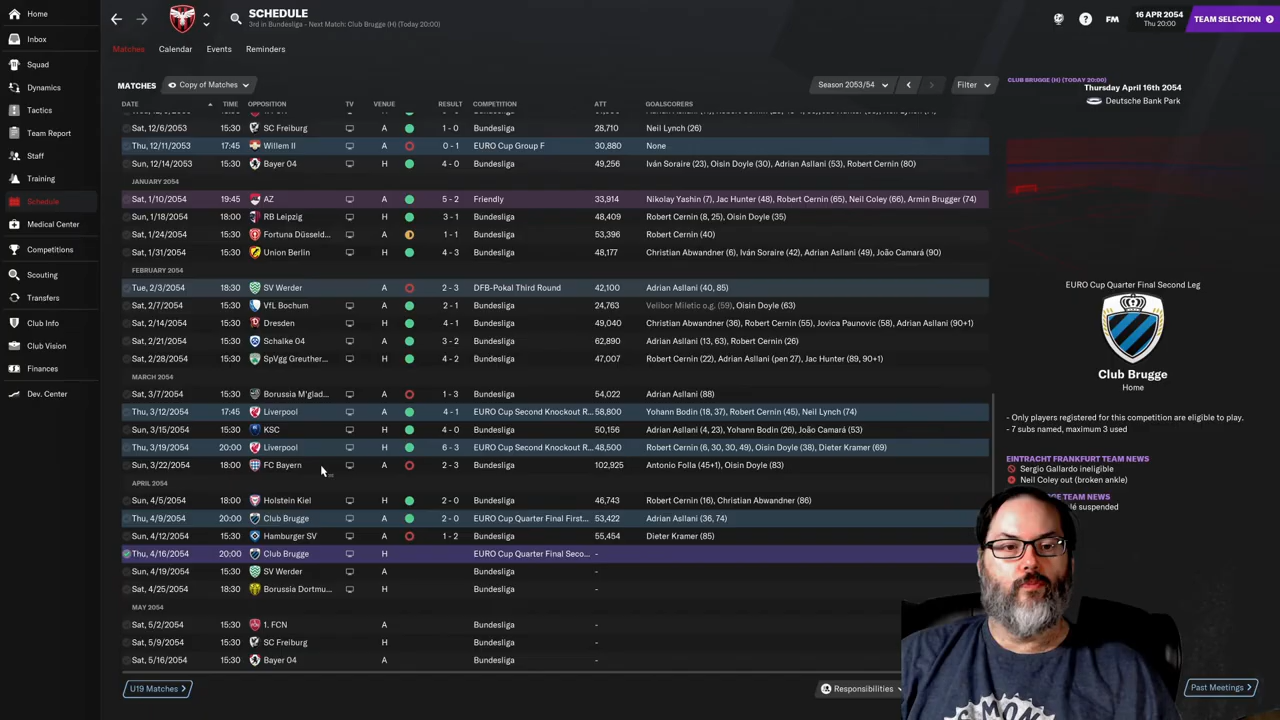 Home
SCHEDULE
3rd in Bundesliga - Next Match: Club Brugge (H) (Today 20:00)
FM
16 APR 2054
Thu 20:00
TEAM SELECTION
Inbox
Squad
Dynamics
Tactics
Team Report
Staff
Training
Schedule
Medical Center
Competitions
Scouting
Transfers
Club Info
Club Vision
Finances
Dev. Center
Matches Calendar Events Reminders
MATCHES Copy of Matches Season 2053/54 Filter
DATE TIME OPPOSITION TV VENUE RESULT COMPETITION ATT GOALSCORERS
Sat, 12/6/2053 15:30 SC Freiburg A 1 - 0 Bundesliga 28,710 Neil Lynch (26)
Thu, 12/11/2053 17:45 Willem II A 0 - 1 EURO Cup Group F 30,880 None
Sun, 12/14/2053 15:30 Bayer 04 H 4 - 0 Bundesliga 49,256 Iván Soraire (23), Oisin Doyle (30), Adrian Asllani (53), Robert Cernin (80)
JANUARY 2054
Sat, 1/10/2054 19:45 AZ A 5 - 2 Friendly 33,914 Nikolay Yashin (7), Jac Hunter (48), Robert Cernin (65), Neil Coley (66), Armin Brugger (74)
Sun, 1/18/2054 18:00 RB Leipzig H 3 - 1 Bundesliga 48,409 Robert Cernin (8, 25), Oisin Doyle (35)
Sat, 1/24/2054 15:30 Fortuna Düsseld... A 1 - 1 Bundesliga 53,396 Robert Cernin (40)
Sat, 1/31/2054 15:30 Union Berlin H 4 - 3 Bundesliga 48,177 Christian Abwandner (6), Iván Soraire (42), Adrian Asllani (49), João Camará (90)
FEBRUARY 2054
Tue, 2/3/2054 18:30 SV Werder A 2 - 3 DFB-Pokal Third Round 42,100 Adrian Asllani (40, 85)
Sat, 2/7/2054 15:30 VfL Bochum A 2 - 1 Bundesliga 24,763 Velibor Miletic o.g. (59), Oisin Doyle (63)
Sat, 2/14/2054 15:30 Dresden H 4 - 1 Bundesliga 49,040 Christian Abwandner (36), Robert Cernin (55), Jovica Paunovic (58), Adrian Asllani (90+1)
Sat, 2/21/2054 15:30 Schalke 04 A 3 - 2 Bundesliga 62,890 Adrian Asllani (13, 63), Robert Cernin (26)
Sat, 2/28/2054 15:30 SpVgg Greuther... H 4 - 2 Bundesliga 47,007 Robert Cernin (22), Adrian Asllani (pen 27), Jac Hunter (89, 90+1)
MARCH 2054
Sat, 3/7/2054 15:30 Borussia M'glad... A 1 - 3 Bundesliga 54,022 Adrian Asllani (88)
Thu, 3/12/2054 17:45 Liverpool A 4 - 1 EURO Cup Second Knockout R... 58,800 Yohann Bodin (18, 37), Robert Cernin (45), Neil Lynch (74)
Sun, 3/15/2054 15:30 KSC H 4 - 0 Bundesliga 50,156 Adrian Asllani (4, 23), Yohann Bodin (26), João Camará (53)
Thu, 3/19/2054 20:00 Liverpool H 6 - 3 EURO Cup Second Knockout R... 48,500 Robert Cernin (6, 30, 30, 49), Oisin Doyle (38), Dieter Kramer (69)
Sun, 3/22/2054 18:00 FC Bayern A 2 - 3 Bundesliga 102,925 Antonio Folla (45+1), Oisin Doyle (83)
APRIL 2054
Sun, 4/5/2054 18:00 Holstein Kiel H 2 - 0 Bundesliga 46,743 Robert Cernin (16), Christian Abwandner (86)
Thu, 4/9/2054 20:00 Club Brugge A 2 - 0 EURO Cup Quarter Final First... 53,422 Adrian Asllani (36, 74)
Sun, 4/12/2054 15:30 Hamburger SV A 1 - 2 Bundesliga 55,454 Dieter Kramer (85)
Thu, 4/16/2054 20:00 Club Brugge H EURO Cup Quarter Final Seco... -
Sun, 4/19/2054 15:30 SV Werder A Bundesliga -
Sat, 4/25/2054 15:30 Borussia Dortmu... H Bundesliga -
MAY 2054
Sat, 5/2/2054 15:30 1. FCN A Bundesliga -
Sat, 5/9/2054 15:30 SC Freiburg H Bundesliga -
Sat, 5/16/2054 15:30 Bayer 04 A Bundesliga -
U19 Matches
Responsibilities
CLUB BRUGGE (H) (TODAY 20:00)
Thursday April 16th 2054
Deutsche Bank Park
EURO Cup Quarter Final Second Leg
Club Brugge
Home
- Only players registered for this competition are eligible to play.
- 7 subs named, maximum 3 used
EINTRACHT FRANKFURT TEAM NEWS
Sergio Gallardo ineligible
Neil Coley out (broken ankle)
TEAM NEWS
suspended
Past Meetings